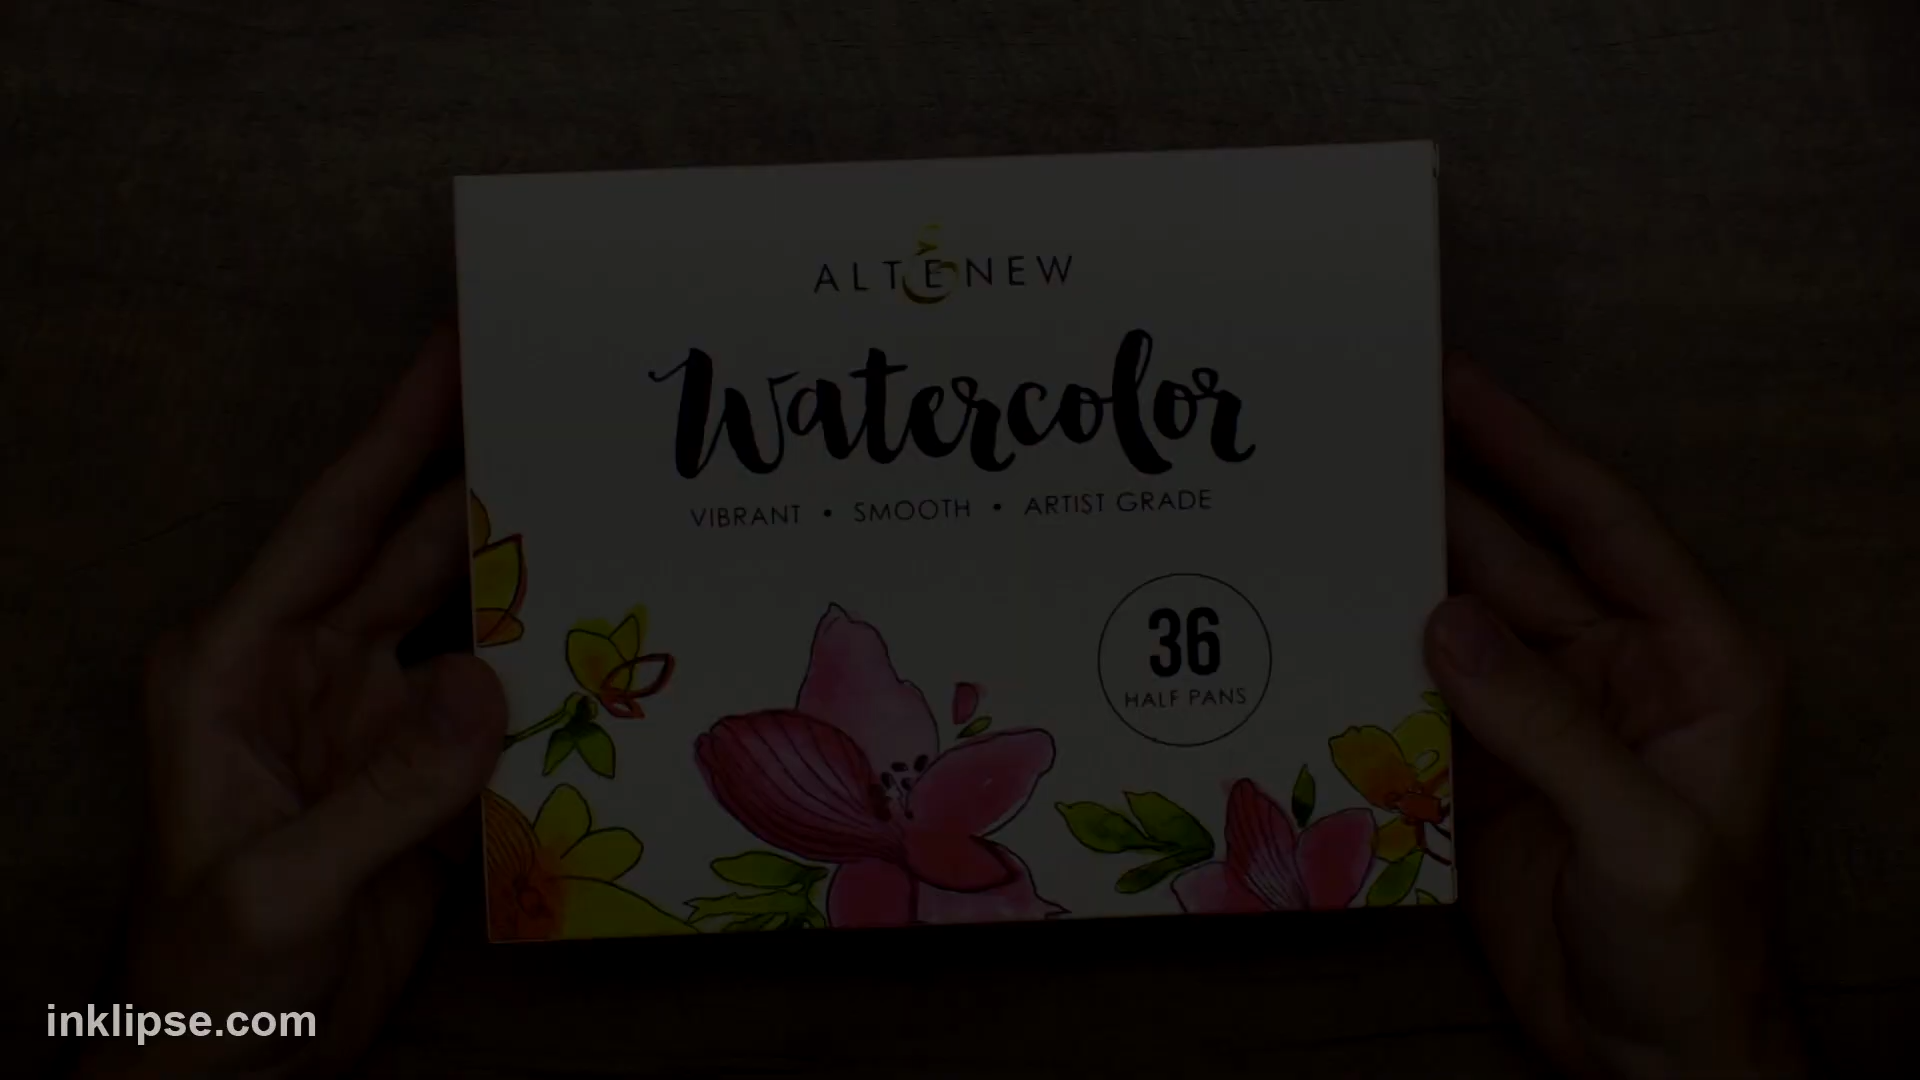 ALTENEW
Watercolor
VIBRANT • SMOOTH • ARTIST GRADE
36
HALF PANS
inklipse.com